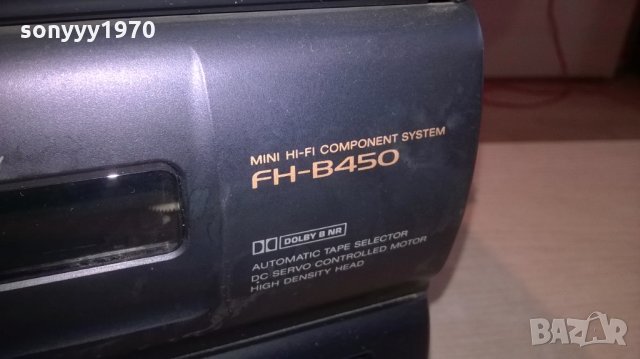 sonyyy1970
MINI HI-FI COMPONENT SYSTEM
FH-B450
DOLBY B NR
AUTOMATIC TAPE SELECTOR
DC SERVO CONTROLLED MOTOR
HIGH DENSITY HEAD
BAZAR